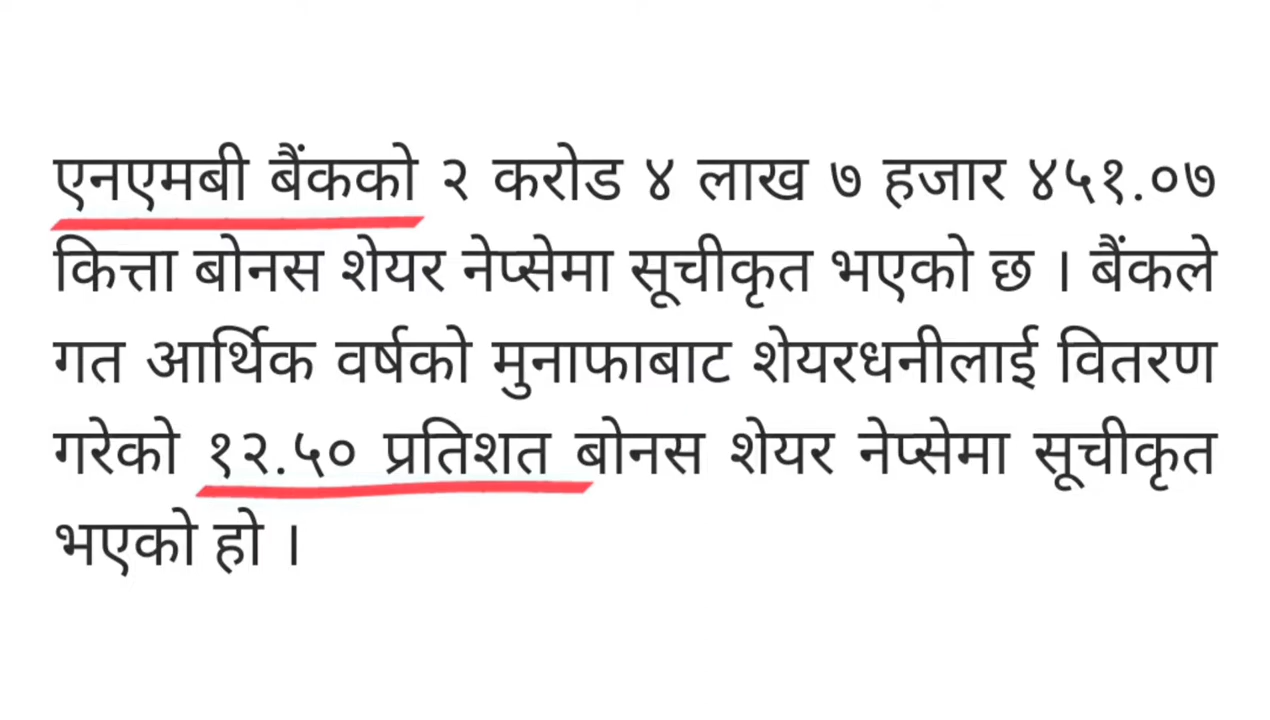 एनएमबी बैंकको २ करोड ४ लाख ७ हजार ४५१.०७
कित्ता बोनस शेयर नेप्सेमा सूचीकृत भएको छ । बैंकले
गत आर्थिक वर्षको मुनाफाबाट शेयरधनीलाई वितरण
गरेको १२.५० प्रतिशत बोनस शेयर नेप्सेमा सूचीकृत
भएको हो ।